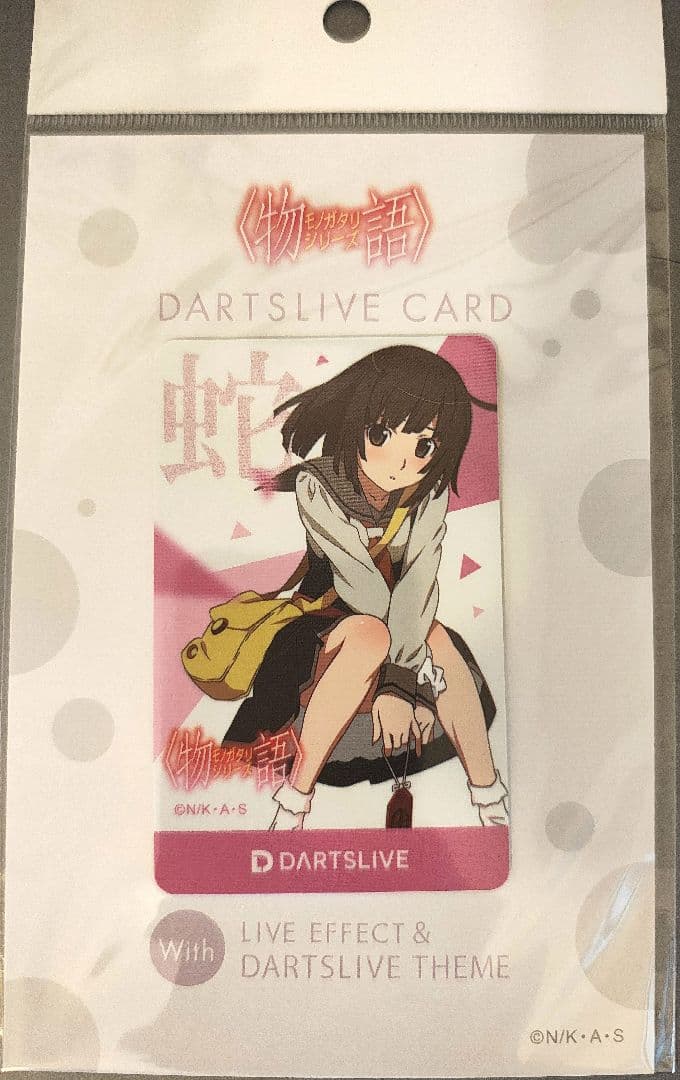 〈物語〉
モノガタリ
シリーズ
DARTSLIVE CARD
蛇
〈物語〉
モノガタリ
シリーズ
©N/K・A・S
D DARTSLIVE
With
LIVE EFFECT &
DARTSLIVE THEME
©N/K・A・S